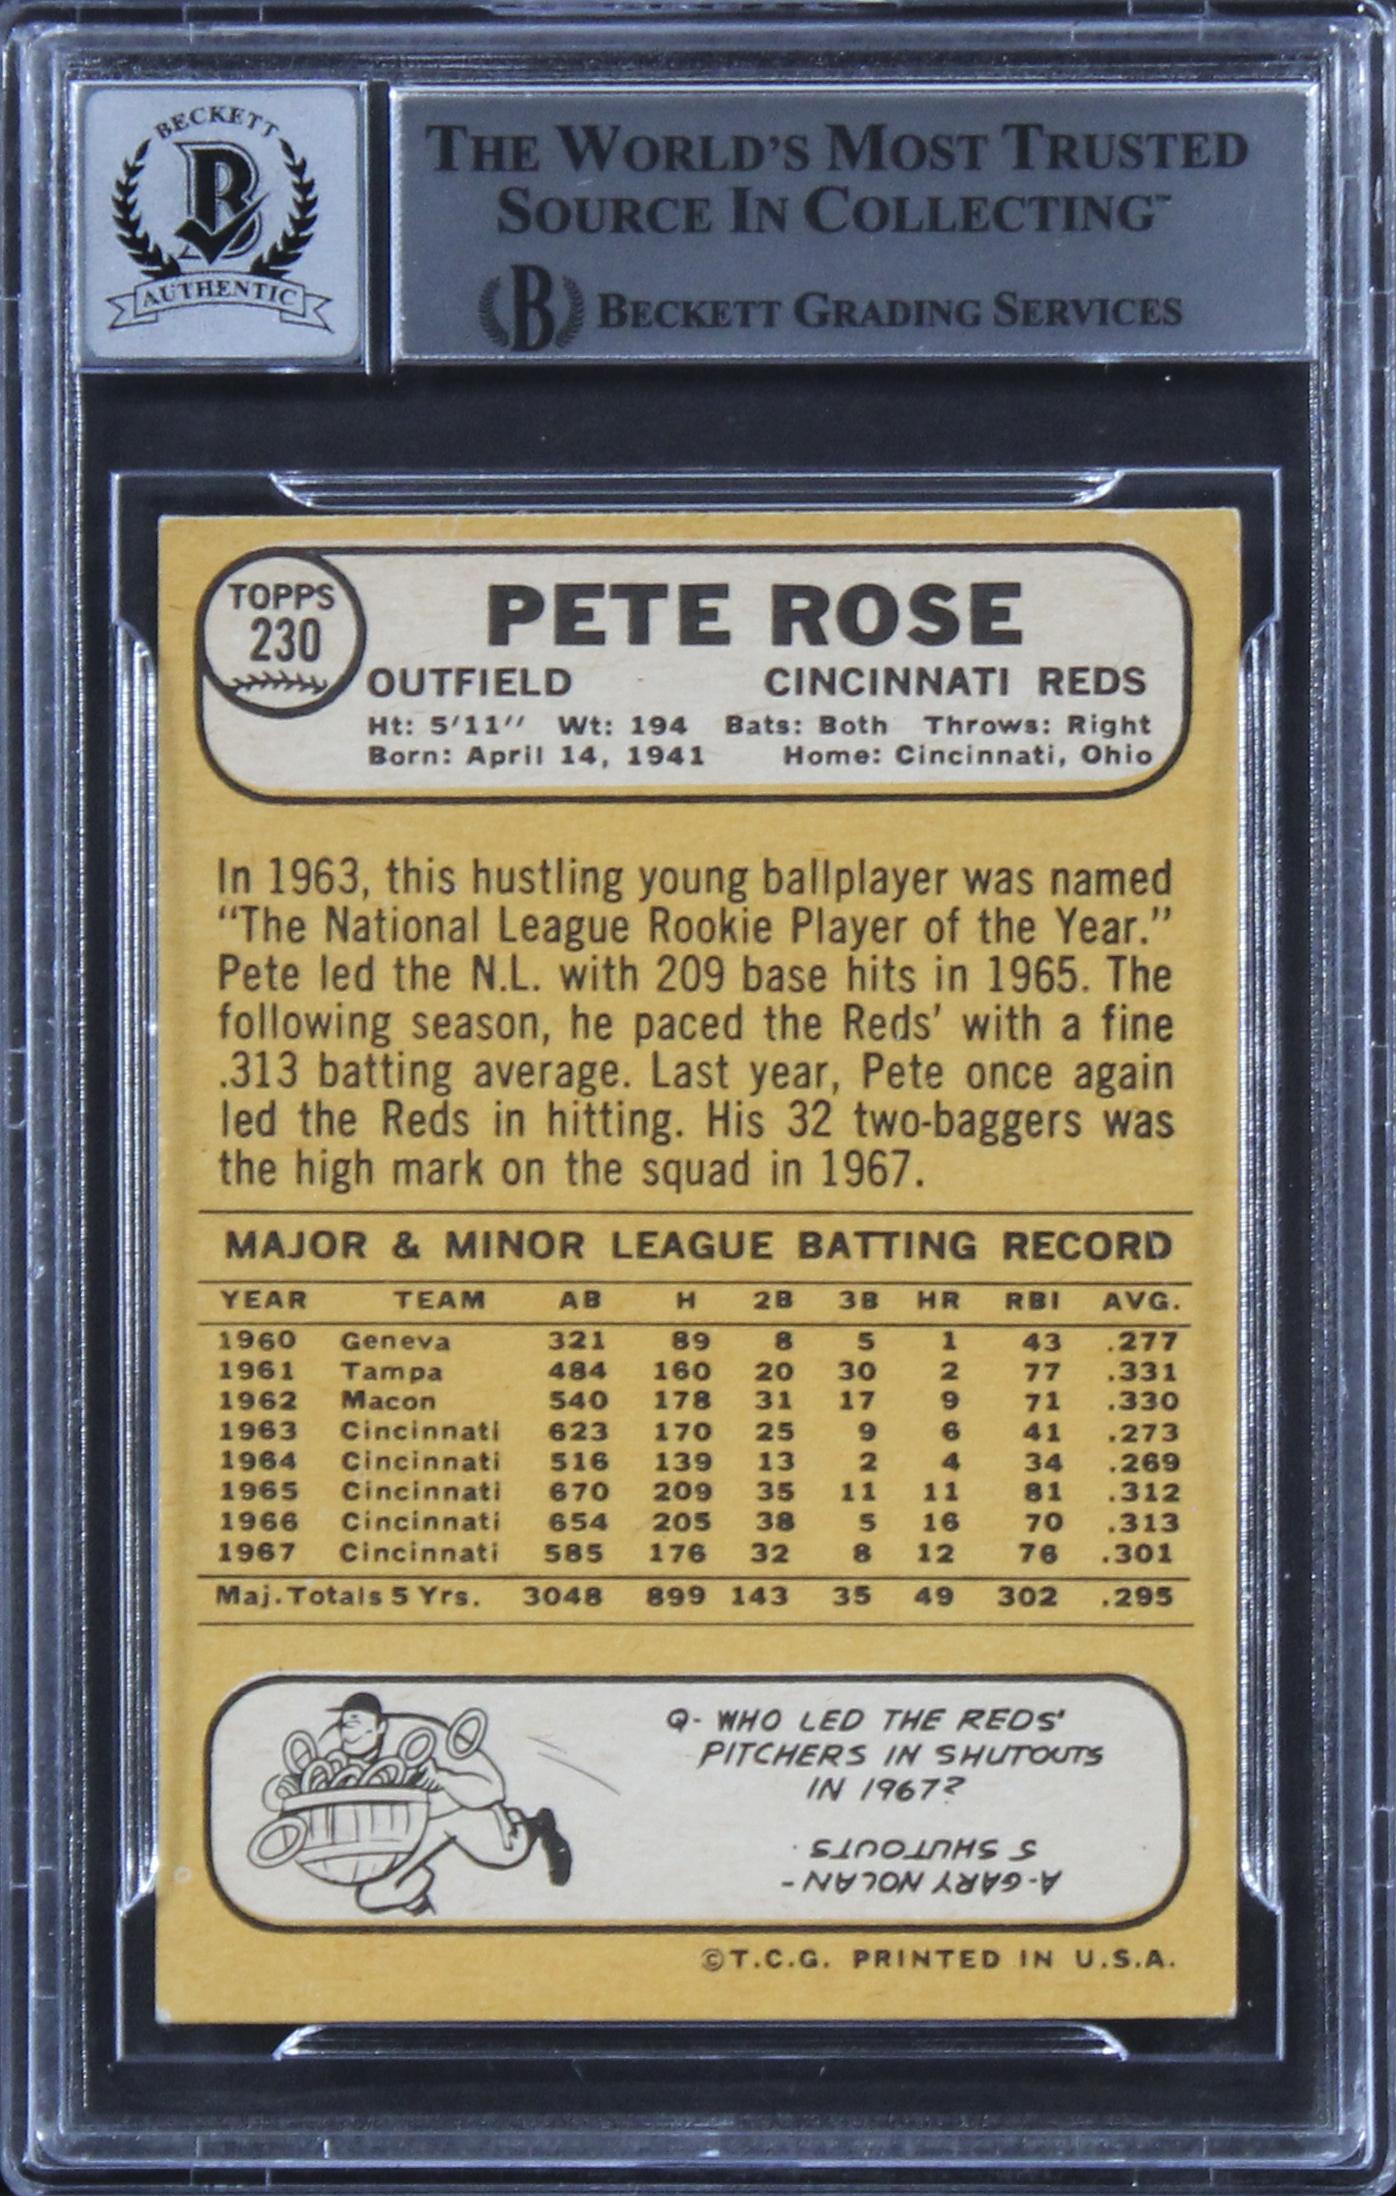 BECKETT
B
AUTHENTIC
THE WORLD'S MOST TRUSTED
SOURCE IN COLLECTING™
B BECKETT GRADING SERVICES
TOPPS
230
PETE ROSE
OUTFIELD CINCINNATI REDS
Ht: 5'11" Wt: 194 Bats: Both Throws: Right
Born: April 14, 1941 Home: Cincinnati, Ohio
In 1963, this hustling young ballplayer was named
“The National League Rookie Player of the Year.”
Pete led the N.L. with 209 base hits in 1965. The
following season, he paced the Reds' with a fine
.313 batting average. Last year, Pete once again
led the Reds in hitting. His 32 two-baggers was
the high mark on the squad in 1967.
MAJOR & MINOR LEAGUE BATTING RECORD
YEAR TEAM AB H 2B 3B HR RBI AVG.
1960 Geneva 321 89 8 5 1 43 .277
1961 Tampa 484 160 20 30 2 77 .331
1962 Macon 540 178 31 17 9 71 .330
1963 Cincinnati 623 170 25 9 6 41 .273
1964 Cincinnati 516 139 13 2 4 34 .269
1965 Cincinnati 670 209 35 11 11 81 .312
1966 Cincinnati 654 205 38 5 16 70 .313
1967 Cincinnati 585 176 32 8 12 76 .301
Maj. Totals 5 Yrs. 3048 899 143 35 49 302 .295
Q- WHO LED THE REDS'
PITCHERS IN SHUTOUTS
IN 1967?
A- GARY NOLAN -
5 SHUTOUTS.
©T.C.G. PRINTED IN U.S.A.